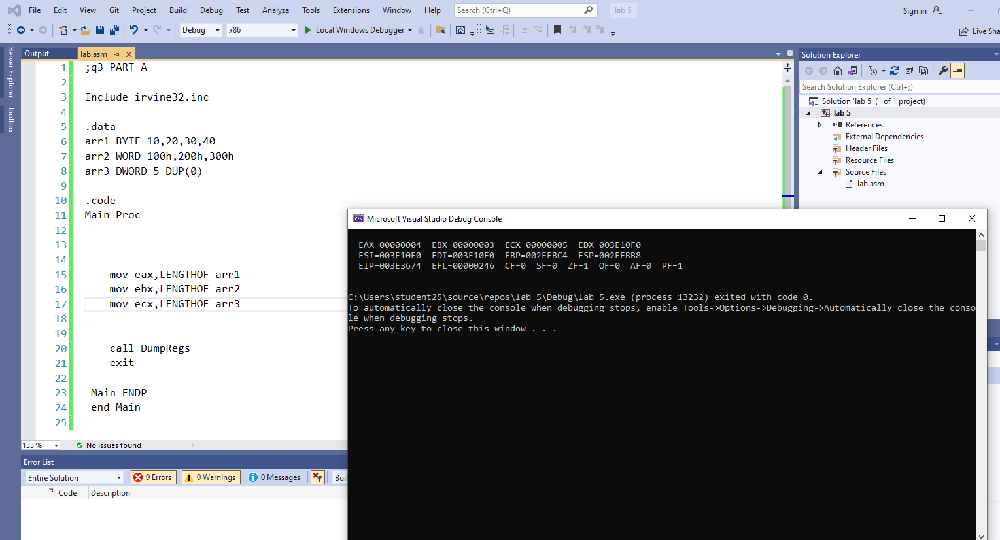 File Edit View Git Project Build Debug Test Analyze Tools Extensions Window Help Search (Ctrl+Q) lab 5 Sign in
Debug x86 Local Windows Debugger Live Sha
Server Explorer
Toolbox
Output lab.asm
1 ;q3 PART A
2
3 Include irvine32.inc
4
5 .data
6 arr1 BYTE 10,20,30,40
7 arr2 WORD 100h,200h,300h
8 arr3 DWORD 5 DUP(0)
9
10 .code
11 Main Proc
12
13
14
15 mov eax,LENGTHOF arr1
16 mov ebx,LENGTHOF arr2
17 mov ecx,LENGTHOF arr3
18
19
20 call DumpRegs
21 exit
22
23 Main ENDP
24 end Main
25
133 % No issues found
Error List
Entire Solution 0 Errors 0 Warnings 0 Messages Buil
Code Description
Solution Explorer
Search Solution Explorer (Ctrl+;)
Solution 'lab 5' (1 of 1 project)
lab 5
References
External Dependencies
Header Files
Resource Files
Source Files
lab.asm
Microsoft Visual Studio Debug Console
EAX=00000004 EBX=00000003 ECX=00000005 EDX=003E10F0
ESI=003E10F0 EDI=003E10F0 EBP=002EFBC4 ESP=002EFBB8
EIP=003E3674 EFL=00000246 CF=0 SF=0 ZF=1 OF=0 AF=0 PF=1
C:\Users\student25\source\repos\lab 5\Debug\lab 5.exe (process 13232) exited with code 0.
To automatically close the console when debugging stops, enable Tools->Options->Debugging->Automatically close the conso
le when debugging stops.
Press any key to close this window . . .